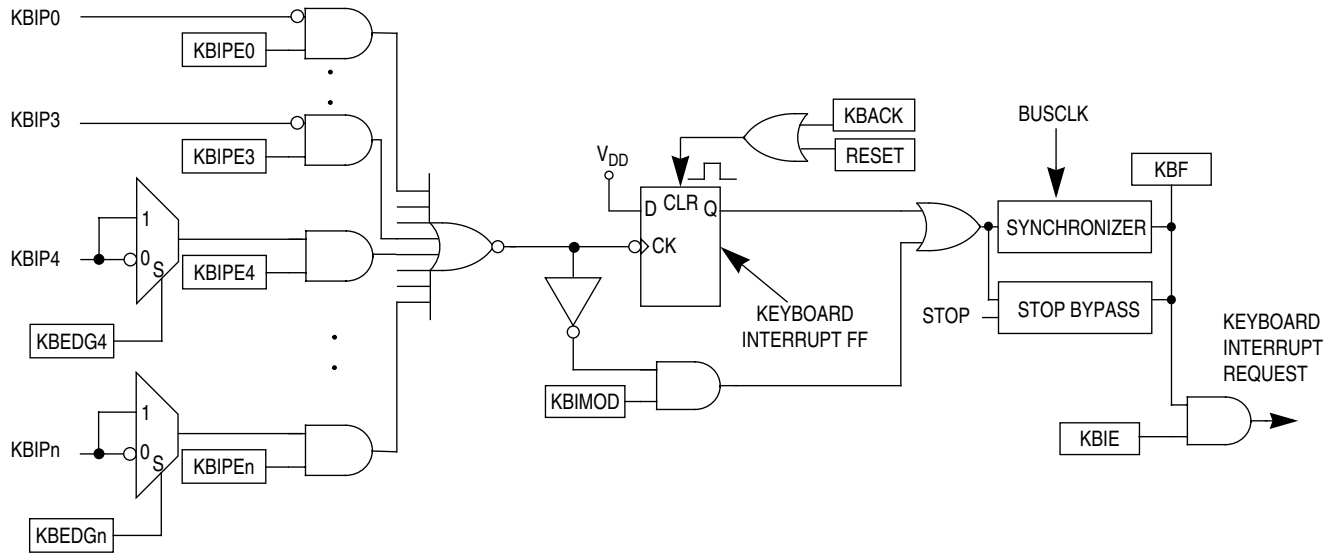 KBIP0
KBIPE0
KBIP3
KBIPE3
KBACK
RESET
BUSCLK
VDD
KBF
D CLR Q
CK
1
0
S
KBIP4
KBIPE4
KBEDG4
SYNCHRONIZER
STOP
STOP BYPASS
KEYBOARD
INTERRUPT FF
KEYBOARD
INTERRUPT
REQUEST
KBIMOD
1
0
S
KBIPn
KBIPEn
KBEDGn
KBIE